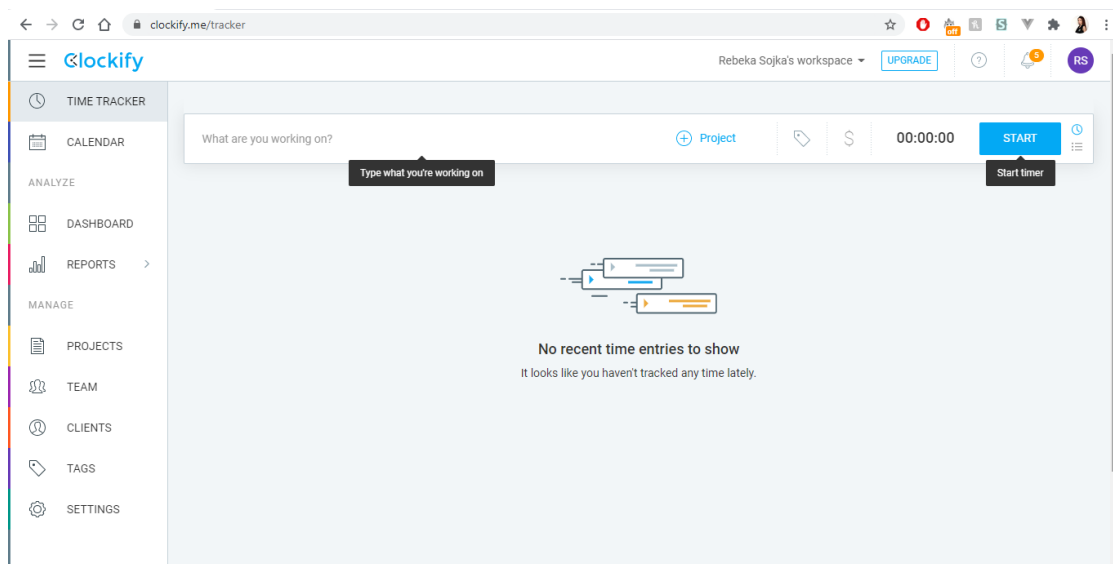 clockify.me/tracker
off
S
Clockify
Rebeka Sojka's workspace
UPGRADE
?
5
RS
TIME TRACKER
CALENDAR
ANALYZE
DASHBOARD
REPORTS
MANAGE
PROJECTS
TEAM
CLIENTS
TAGS
SETTINGS
What are you working on?
Project
$
00:00:00
START
Type what you're working on
Start timer
No recent time entries to show
It looks like you haven't tracked any time lately.